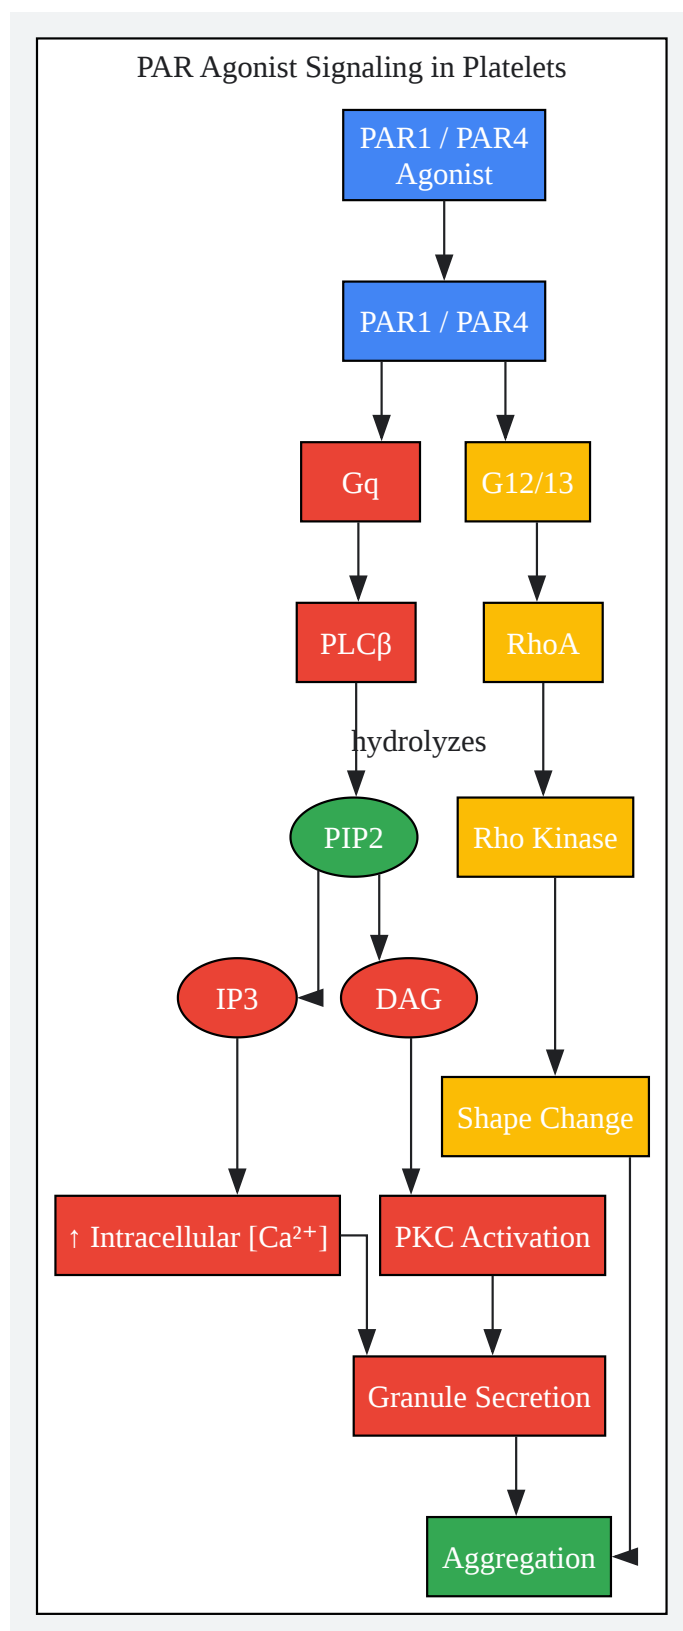 PAR Agonist Signaling in Platelets
PAR1 / PAR4
Agonist
PAR1 / PAR4
Gq
G12/13
PLCβ
RhoA
hydrolyzes
PIP2
Rho Kinase
IP3
DAG
Shape Change
↑ Intracellular [Ca²⁺]
PKC Activation
Granule Secretion
Aggregation